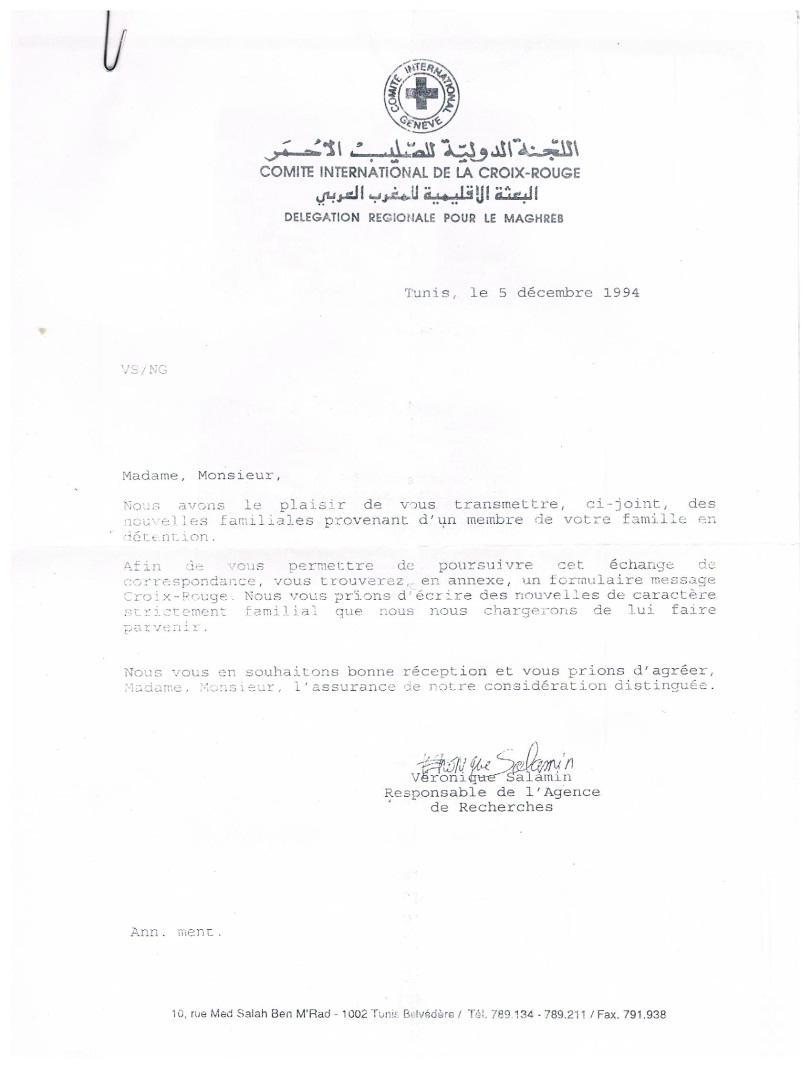 COMITE INTERNATIONAL
GENEVE
اللجنة الدولية للصليب الأحمر
COMITE INTERNATIONAL DE LA CROIX-ROUGE
البعثة الإقليمية للمغرب العربي
DELEGATION REGIONALE POUR LE MAGHREB
Tunis, le 5 décembre 1994
VS/NG
Madame, Monsieur,
Nous avons le plaisir de vous transmettre, ci-joint, des
nouvelles familiales provenant d'un membre de votre famille en
détention.
Afin de vous permettre de poursuivre cet échange de
correspondance, vous trouverez, en annexe, un formulaire message
Croix-Rouge. Nous vous prions d'écrire des nouvelles de caractère
strictement familial que nous nous chargerons de lui faire
parvenir.
Nous vous en souhaitons bonne réception et vous prions d'agréer,
Madame, Monsieur, l'assurance de notre considération distinguée.
Véronique Salamin
Véronique Salamin
Responsable de l'Agence
de Recherches
Ann. ment.
10, rue Med Salah Ben M'Rad - 1002 Tunis Belvédère / Tél. 789.134 - 789.211 / Fax. 791.938